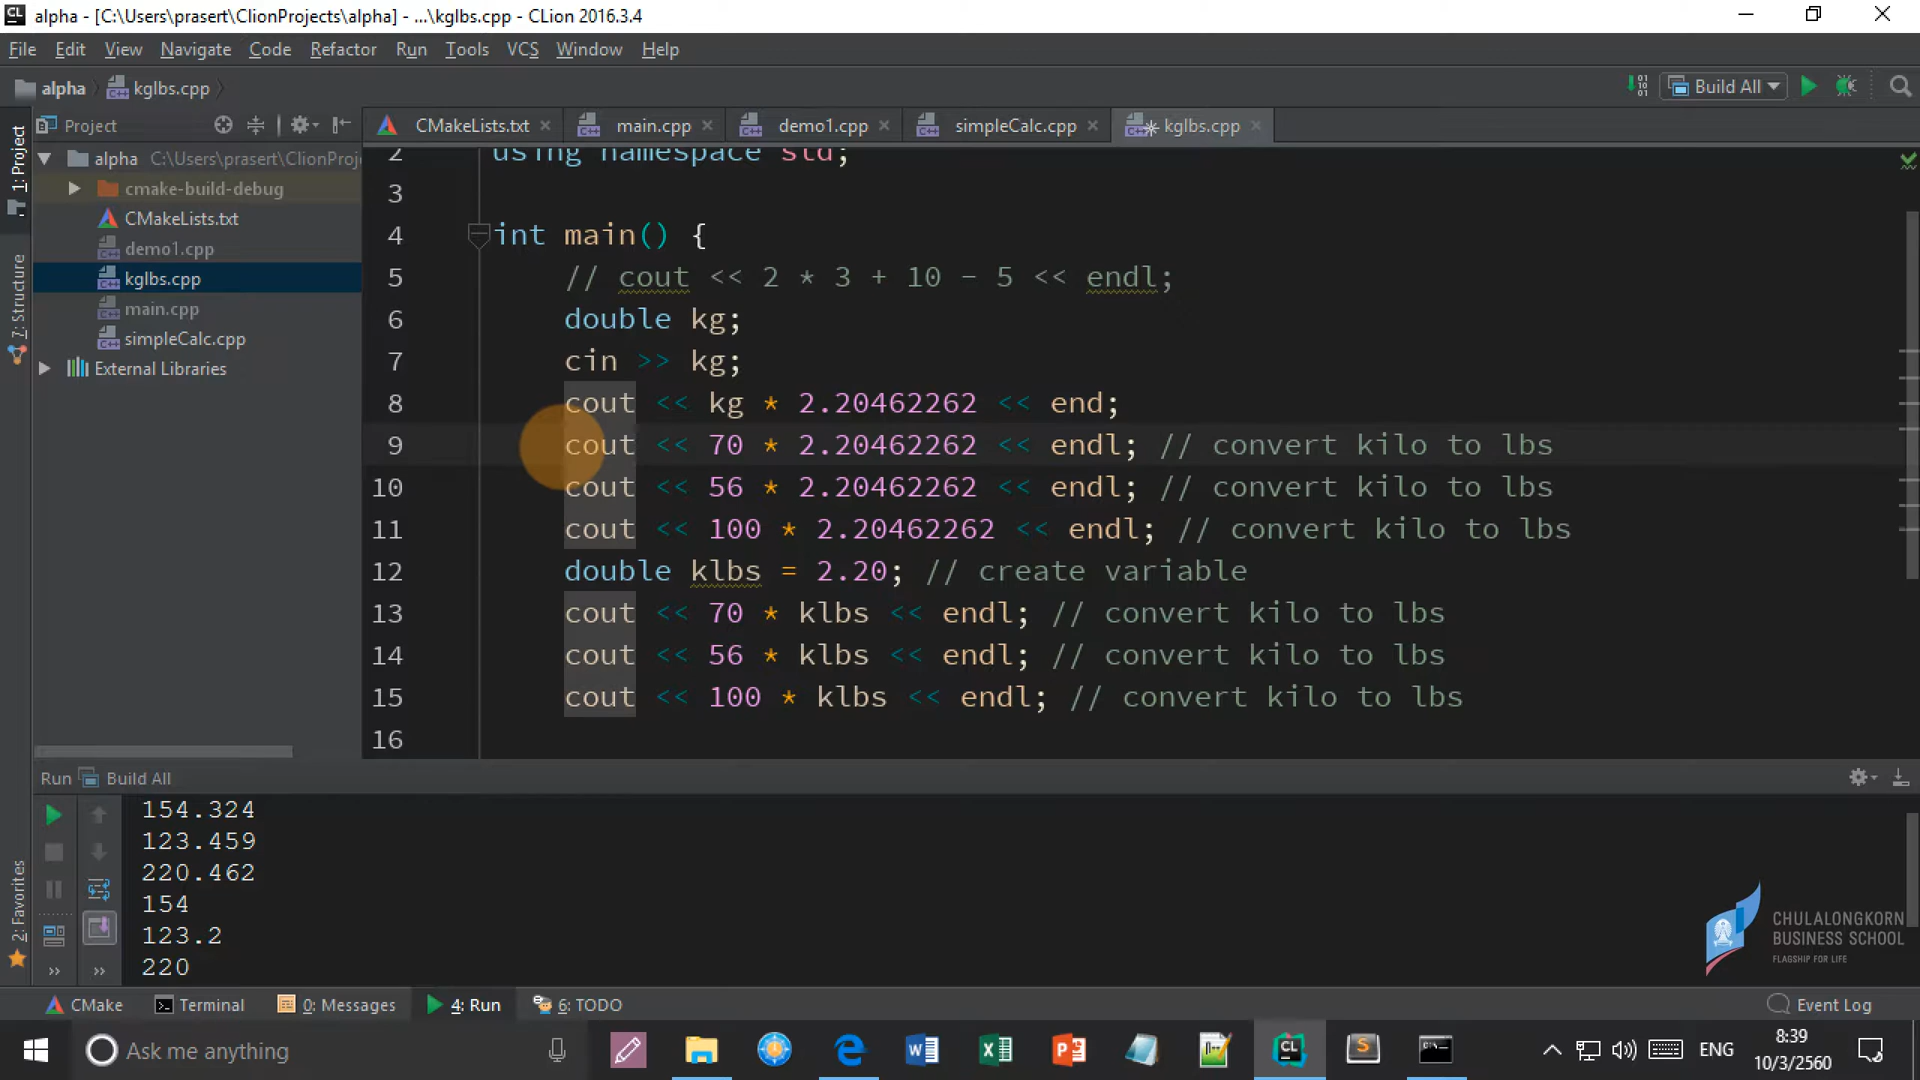 alpha - [C:\Users\prasert\ClionProjects\alpha] - ...\kglbs.cpp - CLion 2016.3.4
File Edit View Navigate Code Refactor Run Tools VCS Window Help
alpha kglbs.cpp Build All
Project CMakeLists.txt main.cpp demo1.cpp simpleCalc.cpp kglbs.cpp
1: Project
7: Structure
2: Favorites
alpha C:\Users\prasert\ClionProj
cmake-build-debug
CMakeLists.txt
demo1.cpp
kglbs.cpp
main.cpp
simpleCalc.cpp
External Libraries
2 using namespace std;
3
4 int main() {
5 // cout << 2 * 3 + 10 - 5 << endl;
6 double kg;
7 cin >> kg;
8 cout << kg * 2.20462262 << end;
9 cout << 70 * 2.20462262 << endl; // convert kilo to lbs
10 cout << 56 * 2.20462262 << endl; // convert kilo to lbs
11 cout << 100 * 2.20462262 << endl; // convert kilo to lbs
12 double klbs = 2.20; // create variable
13 cout << 70 * klbs << endl; // convert kilo to lbs
14 cout << 56 * klbs << endl; // convert kilo to lbs
15 cout << 100 * klbs << endl; // convert kilo to lbs
16
Run Build All
154.324
123.459
220.462
154
123.2
220
CHULALONGKORN
BUSINESS SCHOOL
FLAGSHIP FOR LIFE
CMake Terminal 0: Messages 4: Run 6: TODO Event Log
Ask me anything ENG
8:39
10/3/2560